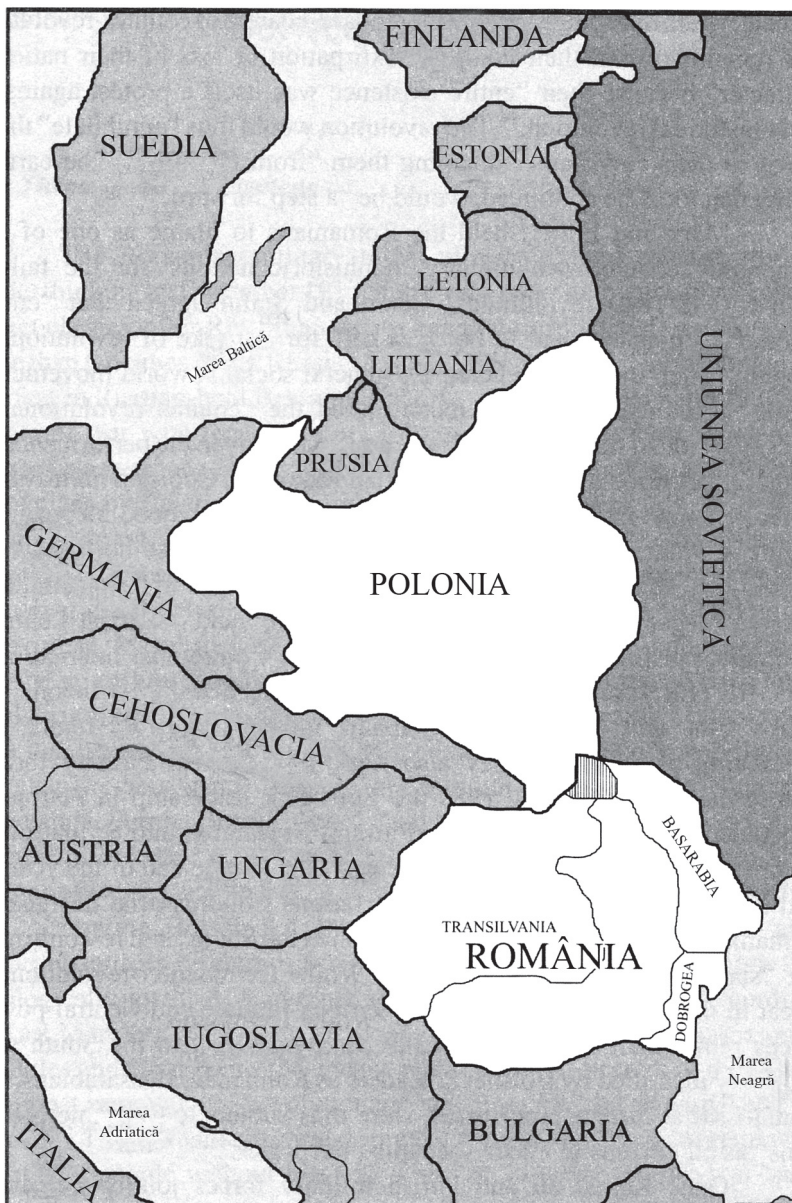 FINLANDA
SUEDIA
ESTONIA
LETONIA
Marea Baltică
LITUANIA
UNIUNEA SOVIETICĂ
PRUSIA
GERMANIA
POLONIA
CEHOSLOVACIA
BASARABIA
AUSTRIA
UNGARIA
TRANSILVANIA
ROMÂNIA
DOBROGEA
IUGOSLAVIA
Marea
Neagră
Marea
Adriatică
BULGARIA
ITALIA